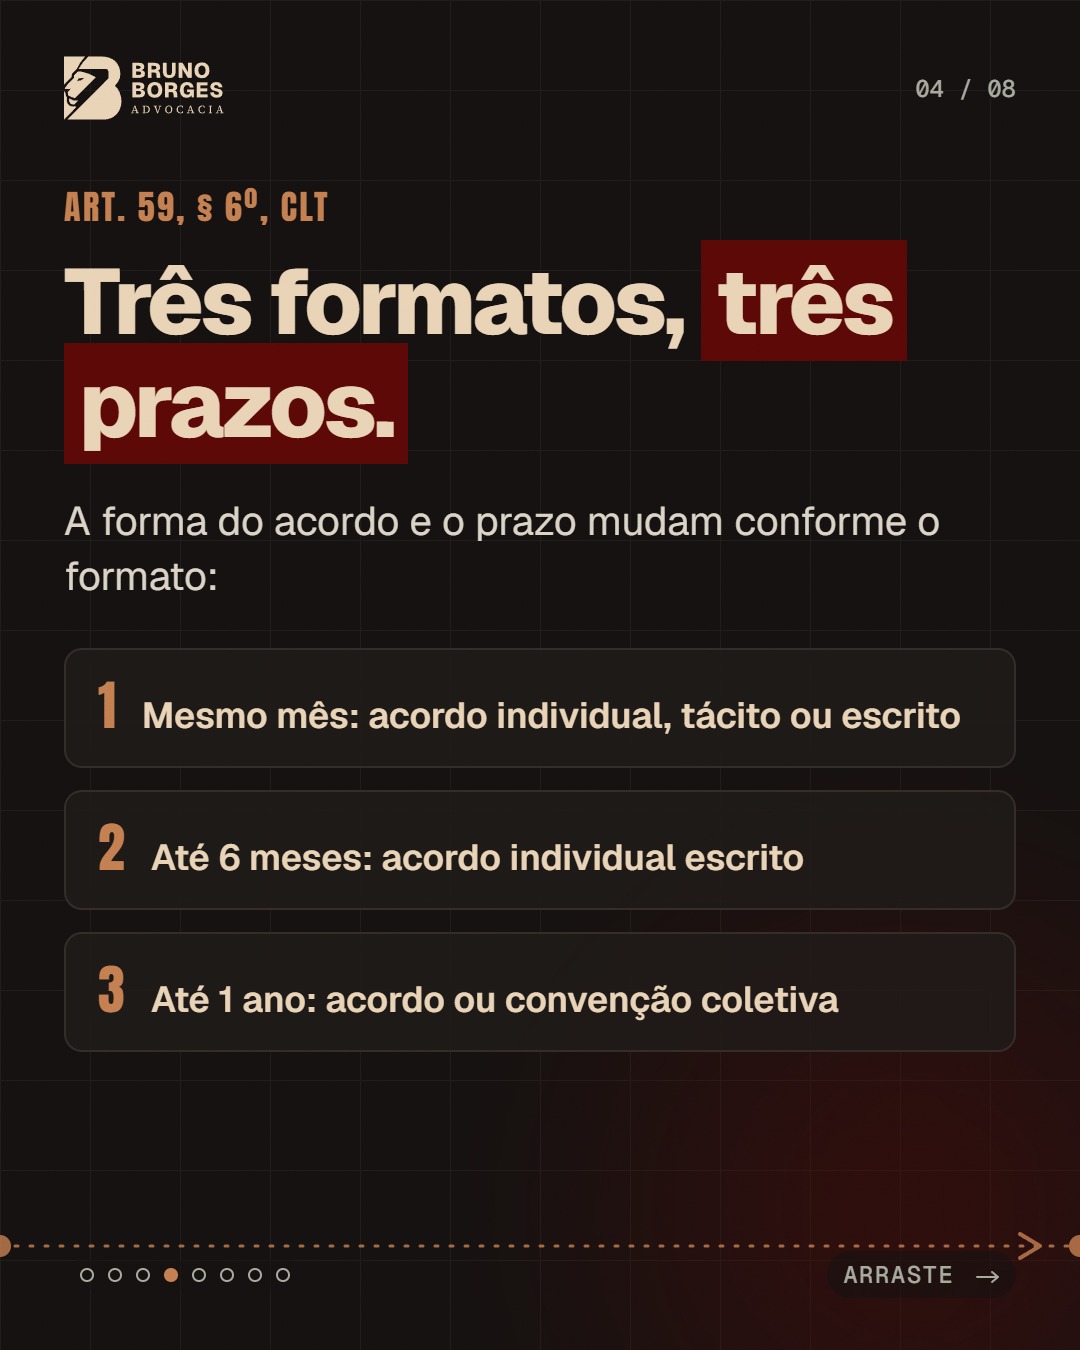 BRUNO
BORGES
ADVOCACIA
04 / 08
ART. 59, § 6º, CLT
Três formatos, três
prazos.
A forma do acordo e o prazo mudam conforme o
formato:
1 Mesmo mês: acordo individual, tácito ou escrito
2 Até 6 meses: acordo individual escrito
3 Até 1 ano: acordo ou convenção coletiva
ARRASTE →